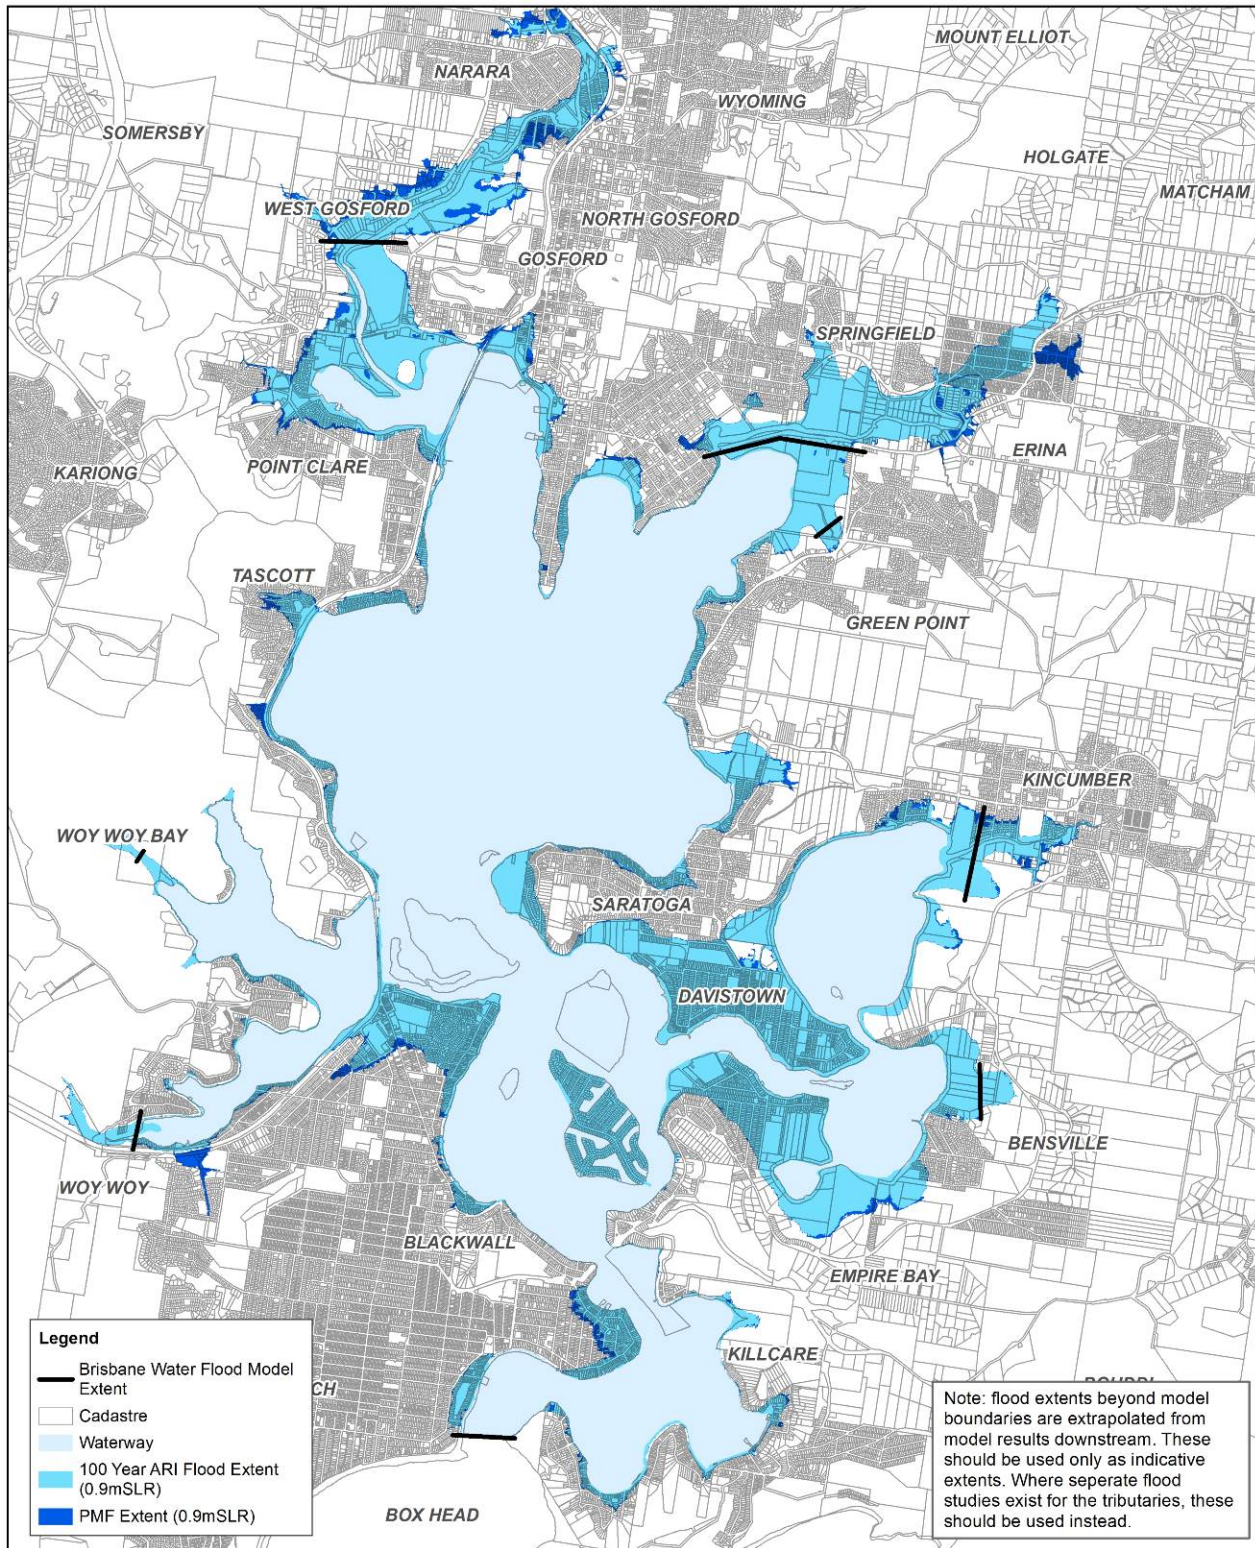 MOUNT ELLIOT
NARARA
WYOMING
SOMERSBY
HOLGATE
MATCHAM
WEST GOSFORD
NORTH GOSFORD
GOSFORD
SPRINGFIELD
ERINA
POINT CLARE
KARIONG
TASCOTT
GREEN POINT
KINCUMBER
WOY WOY BAY
SARATOGA
DAVISTOWN
BENSVILLE
WOY WOY
BLACKWALL
EMPIRE BAY
KILLCARE
CH
BOX HEAD
Legend
Brisbane Water Flood Model
Extent
Cadastre
Waterway
100 Year ARI Flood Extent
(0.9mSLR)
PMF Extent (0.9mSLR)
Note: flood extents beyond model
boundaries are extrapolated from
model results downstream. These
should be used only as indicative
extents. Where seperate flood
studies exist for the tributaries, these
should be used instead.